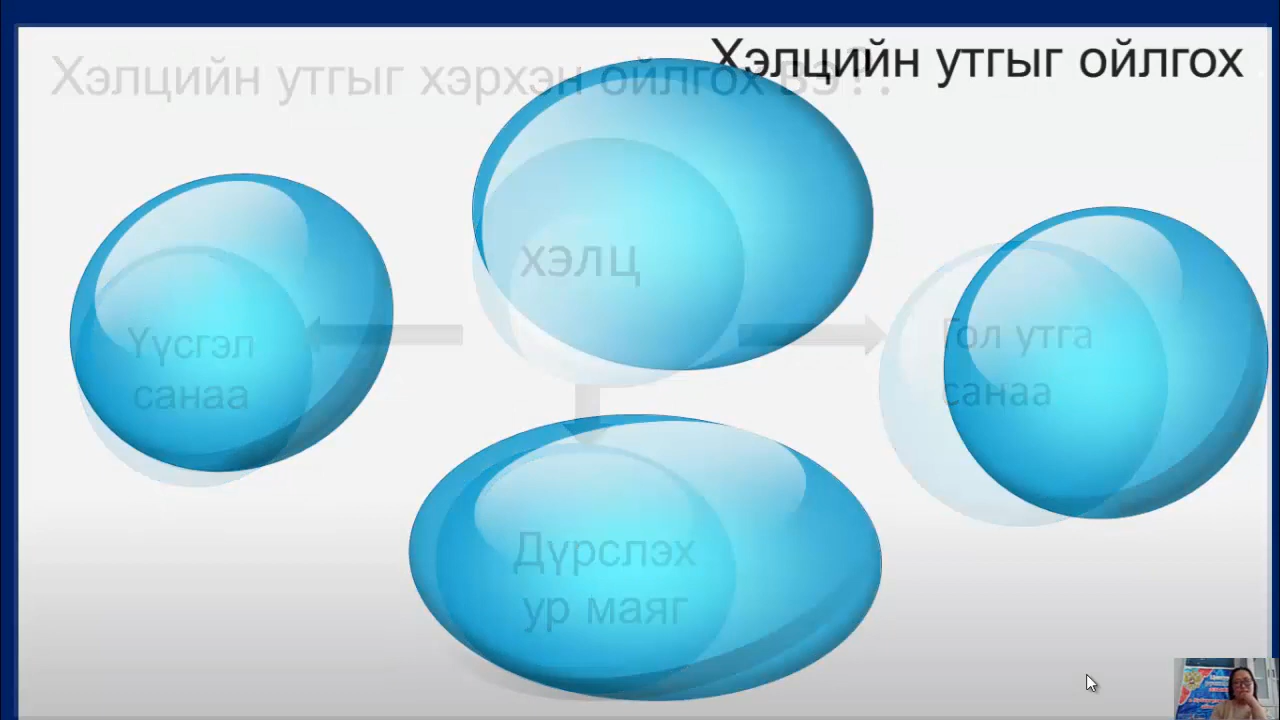 Хэлцийн утгыг ойлгох
Хэлцийн утгыг хэрхэн ойлгох вэ?.
ХЭЛЦ
Үүсгэл
санаа
Гол утга
санаа
Дүрслэх
ур маяг